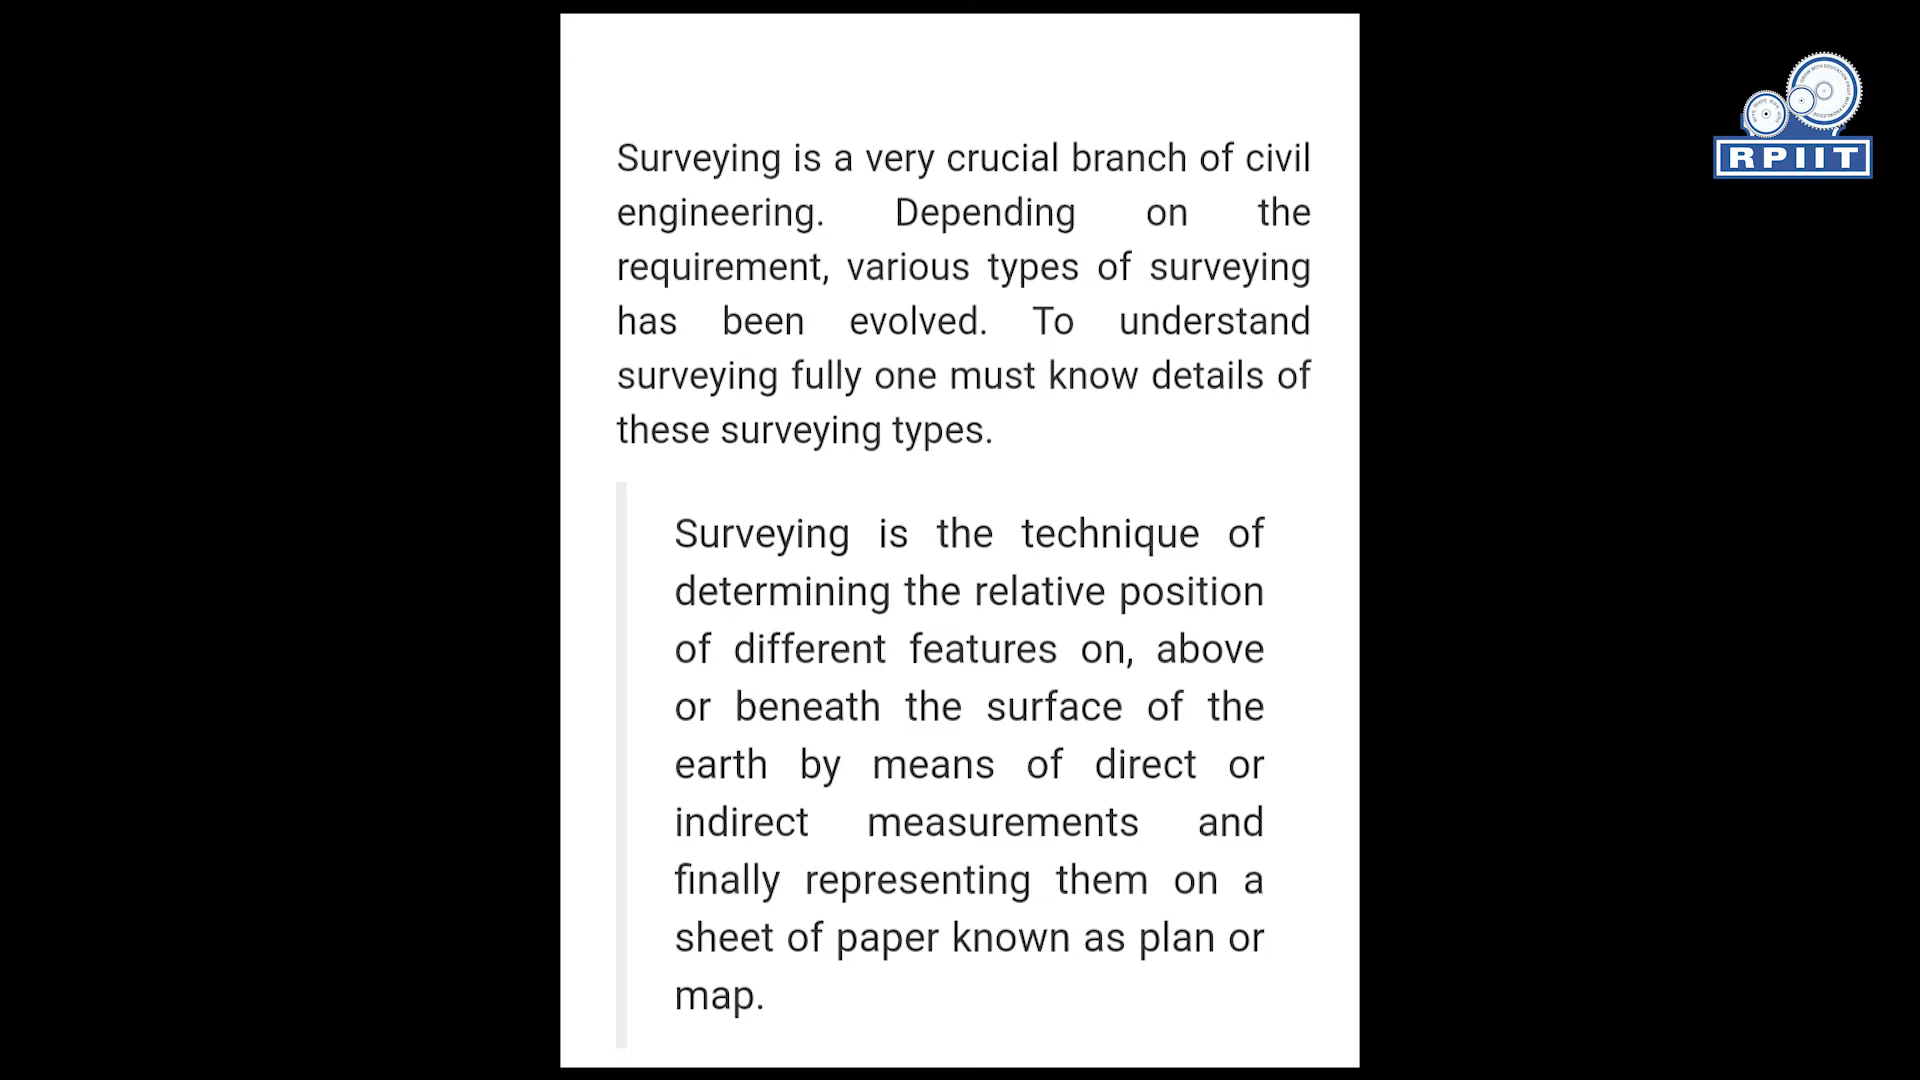 Surveying is a very crucial branch of civil
engineering. Depending on the
requirement, various types of surveying
has been evolved. To understand
surveying fully one must know details of
these surveying types.
Surveying is the technique of
determining the relative position
of different features on, above
or beneath the surface of the
earth by means of direct or
indirect measurements and
finally representing them on a
sheet of paper known as plan or
map.
RPIIT